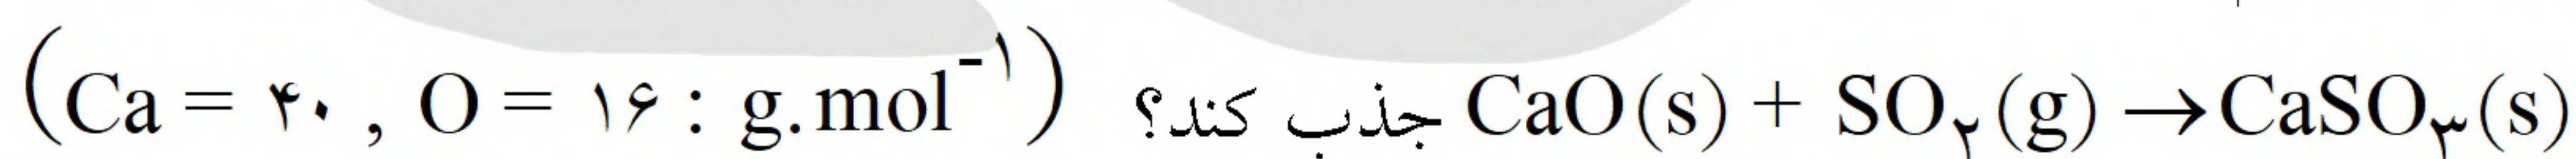 CaO(s) + SO₂(g) → CaSO₃(s) جذب کند؟ (Ca = ۴۰ , O = ۱۶ : g.mol⁻¹)